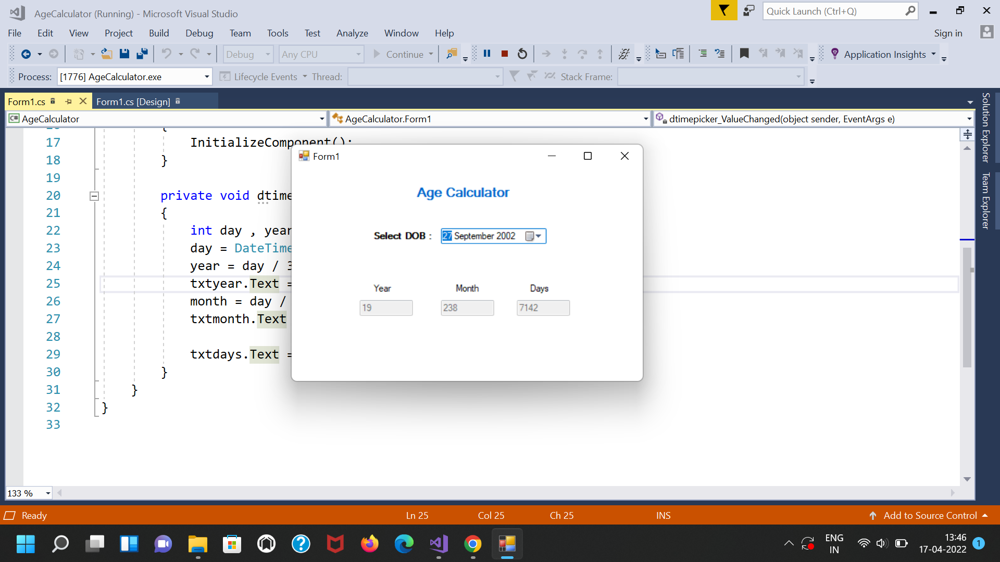 AgeCalculator (Running) - Microsoft Visual Studio
Quick Launch (Ctrl+Q)
File Edit View Project Build Debug Team Tools Test Analyze Window Help
Sign in
Debug Any CPU Continue Application Insights
Process: [1776] AgeCalculator.exe Lifecycle Events Thread: Stack Frame:
Form1.cs Form1.cs [Design]
C# AgeCalculator AgeCalculator.Form1 dtimepicker_ValueChanged(object sender, EventArgs e)
Solution Explorer
Team Explorer
{
17 InitializeComponent();
18 }
19
20 private void dtime
21 {
22 int day , year
23 day = DateTime
24 year = day / 3
25 txtyear.Text =
26 month = day /
27 txtmonth.Text
28
29 txtdays.Text =
30 }
31 }
32 }
33
Form1
Age Calculator
Select DOB : 27 September 2002
Year Month Days
19 238 7142
133 %
Ready Ln 25 Col 25 Ch 25 INS Add to Source Control
ENG
IN
13:46
17-04-2022
1